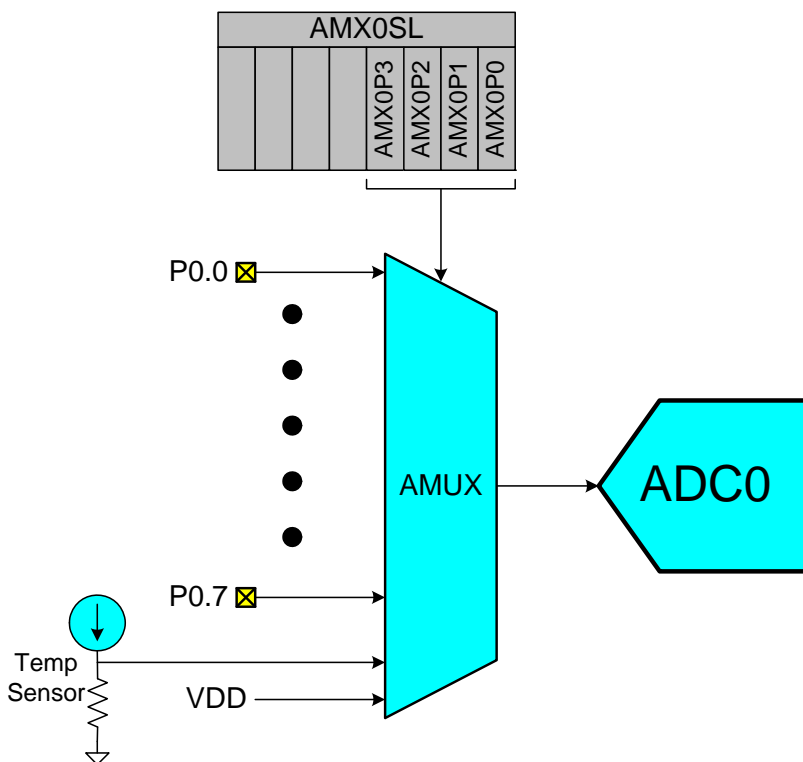 AMX0SL
AMX0P3
AMX0P2
AMX0P1
AMX0P0
P0.0
AMUX
ADC0
P0.7
Temp
Sensor
VDD